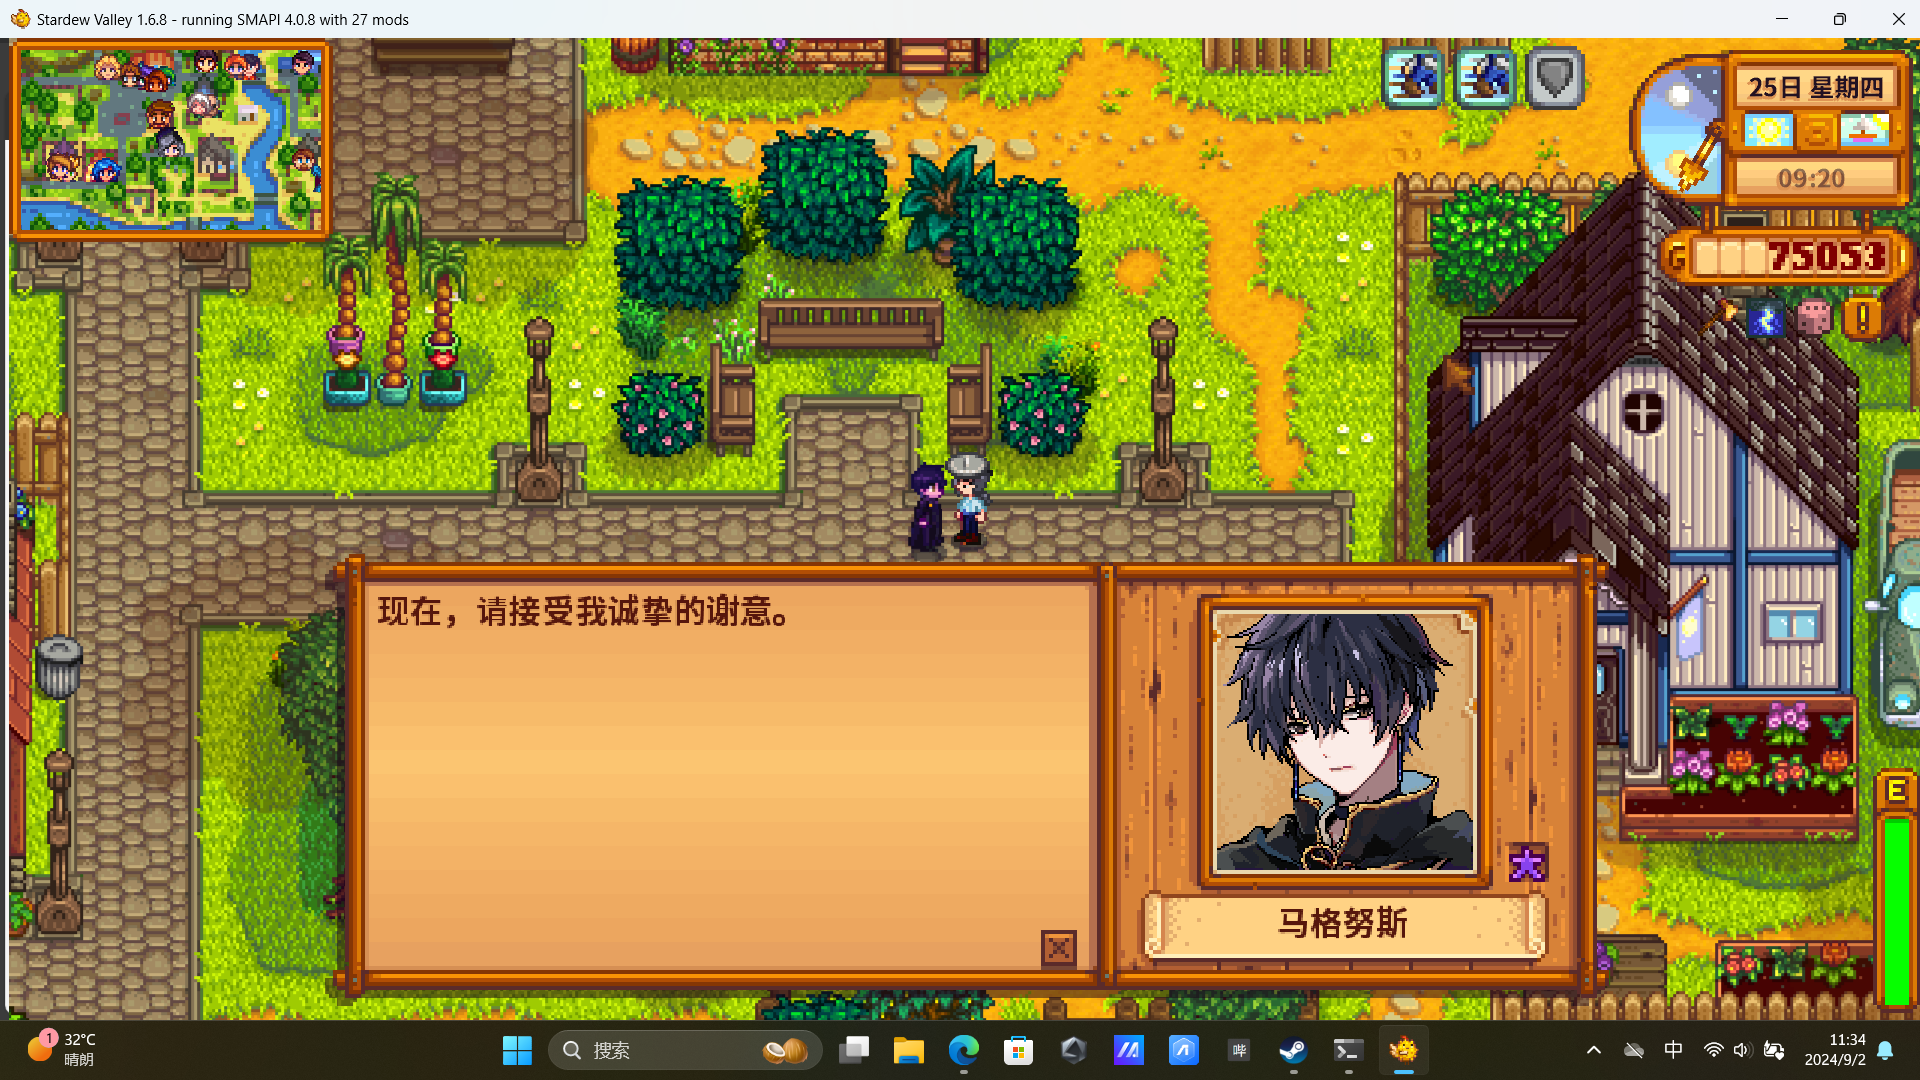 Stardew Valley 1.6.8 - running SMAPI 4.0.8 with 27 mods
25日 星期四
09:20
G 75053
现在，请接受我诚挚的谢意。
马格努斯
E
1
32°C
晴朗
搜索
哔
中
11:34
2024/9/2